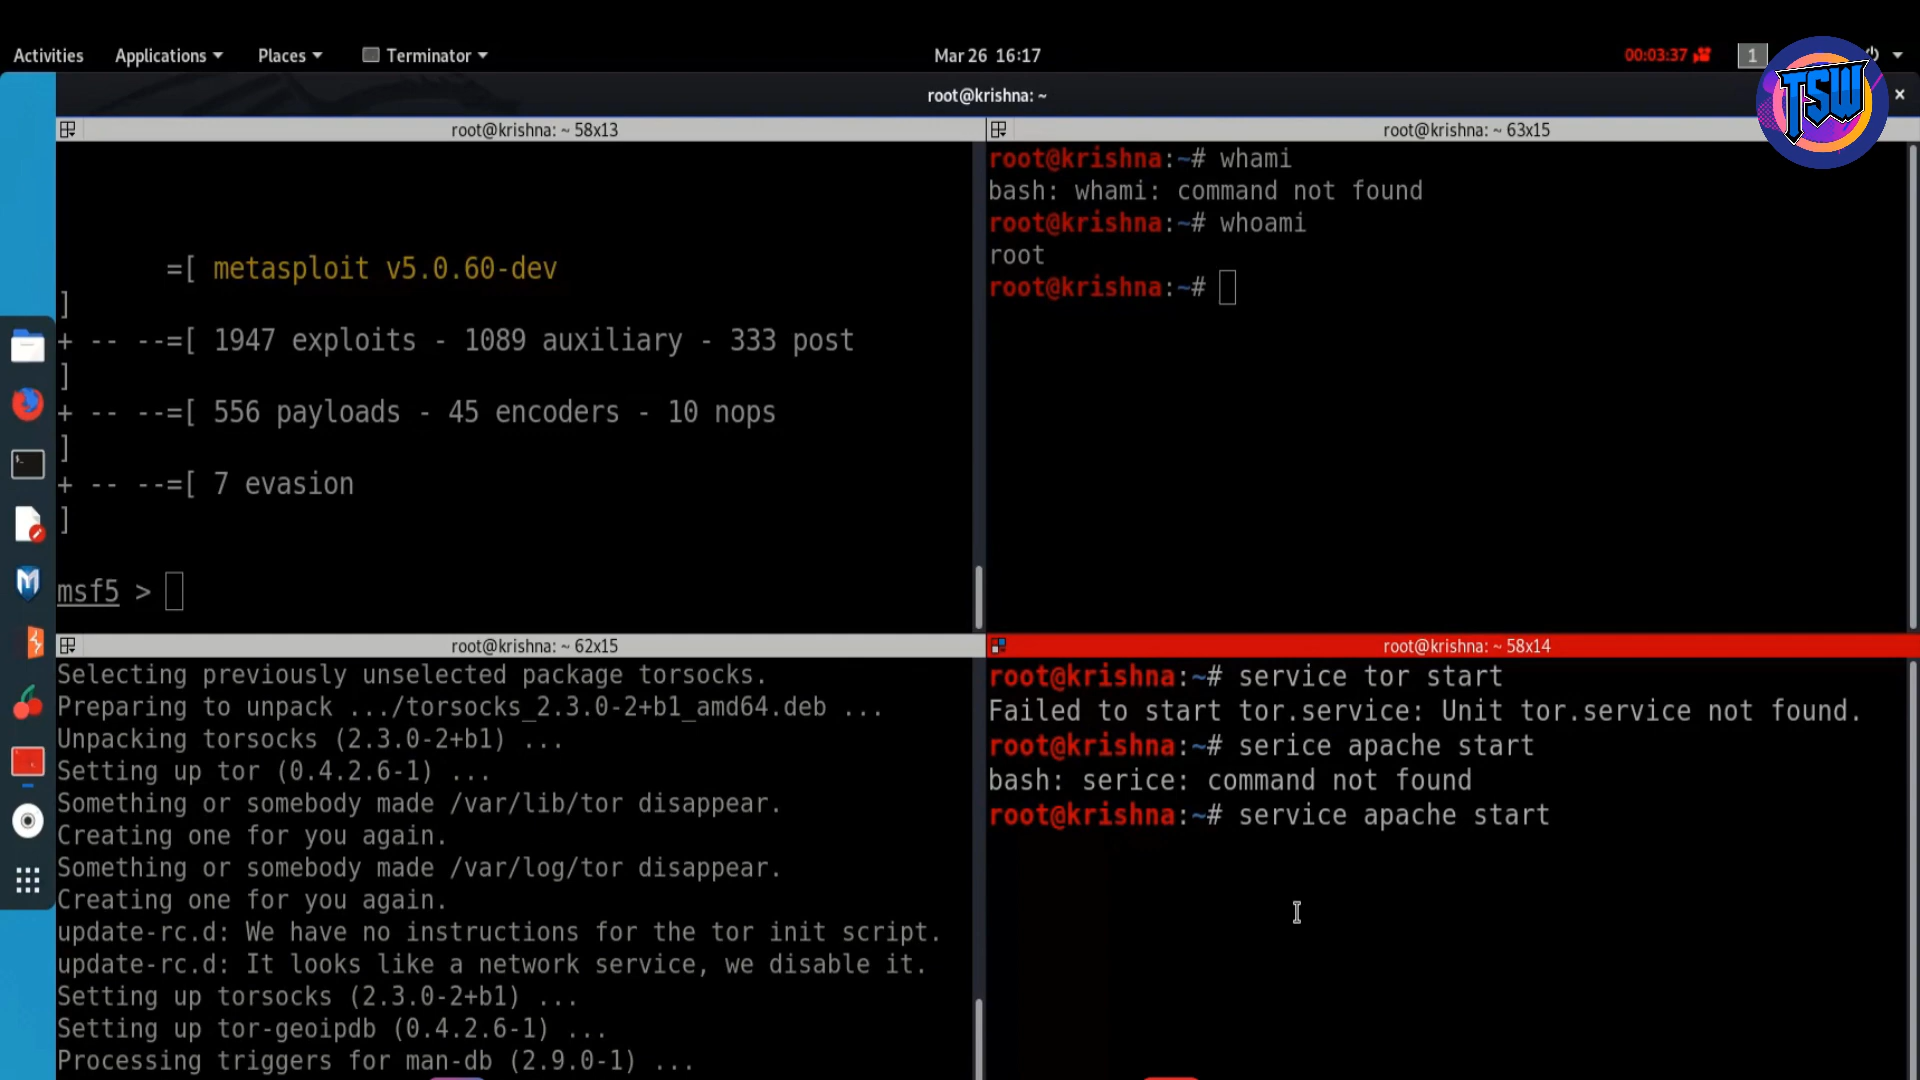 Activities Applications Places Terminator Mar 26 16:17 00:03:37 1
TSW
root@krishna: ~
root@krishna: ~ 58x13
=[ metasploit v5.0.60-dev
]
+ -- --=[ 1947 exploits - 1089 auxiliary - 333 post
]
+ -- --=[ 556 payloads - 45 encoders - 10 nops
]
+ -- --=[ 7 evasion
]
msf5 >
root@krishna: ~ 63x15
root@krishna:~# whami
bash: whami: command not found
root@krishna:~# whoami
root
root@krishna:~#
root@krishna: ~ 62x15
Selecting previously unselected package torsocks.
Preparing to unpack .../torsocks_2.3.0-2+b1_amd64.deb ...
Unpacking torsocks (2.3.0-2+b1) ...
Setting up tor (0.4.2.6-1) ...
Something or somebody made /var/lib/tor disappear.
Creating one for you again.
Something or somebody made /var/log/tor disappear.
Creating one for you again.
update-rc.d: We have no instructions for the tor init script.
update-rc.d: It looks like a network service, we disable it.
Setting up torsocks (2.3.0-2+b1) ...
Setting up tor-geoipdb (0.4.2.6-1) ...
Processing triggers for man-db (2.9.0-1) ...
root@krishna: ~ 58x14
root@krishna:~# service tor start
Failed to start tor.service: Unit tor.service not found.
root@krishna:~# serice apache start
bash: serice: command not found
root@krishna:~# service apache start